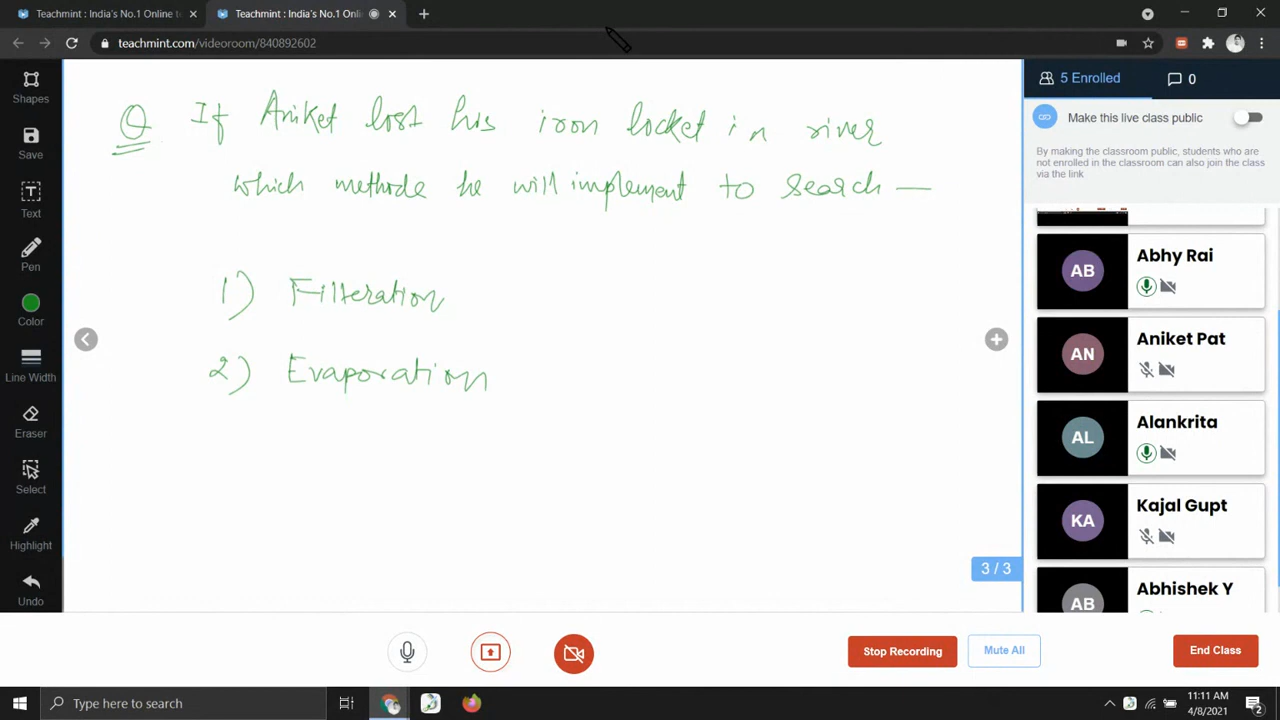 Teachmint : India's No.1 Online to
Teachmint : India's No.1 Onli
teachmint.com/videoroom/840892602
Shapes
Save
Text
Pen
Color
Line Width
Eraser
Select
Highlight
Undo
Q If Aniket lost his iron locket in river
which methode he will implement to search —
1) Filteration
2) Evaporation
3 / 3
5 Enrolled
0
Make this live class public
By making the classroom public, students who are
not enrolled in the classroom can also join the class
via the link
AB Abhy Rai
AN Aniket Pat
AL Alankrita
KA Kajal Gupt
AB Abhishek Y
Stop Recording
Mute All
End Class
Type here to search
11:11 AM
4/8/2021
2